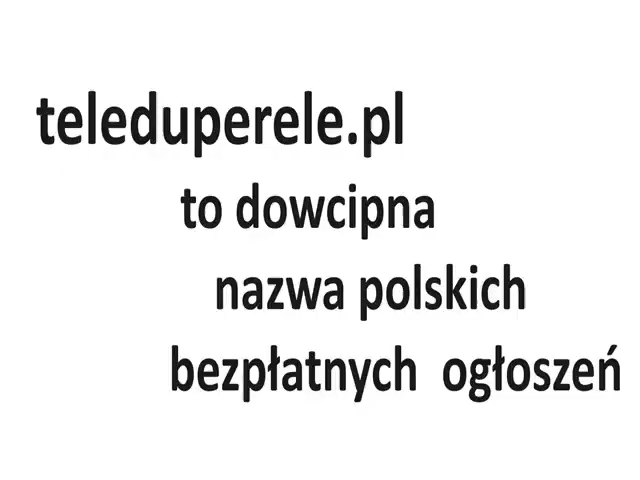 teleduperele.pl
to dowcipna
nazwa polskich
bezpłatnych ogłoszeń